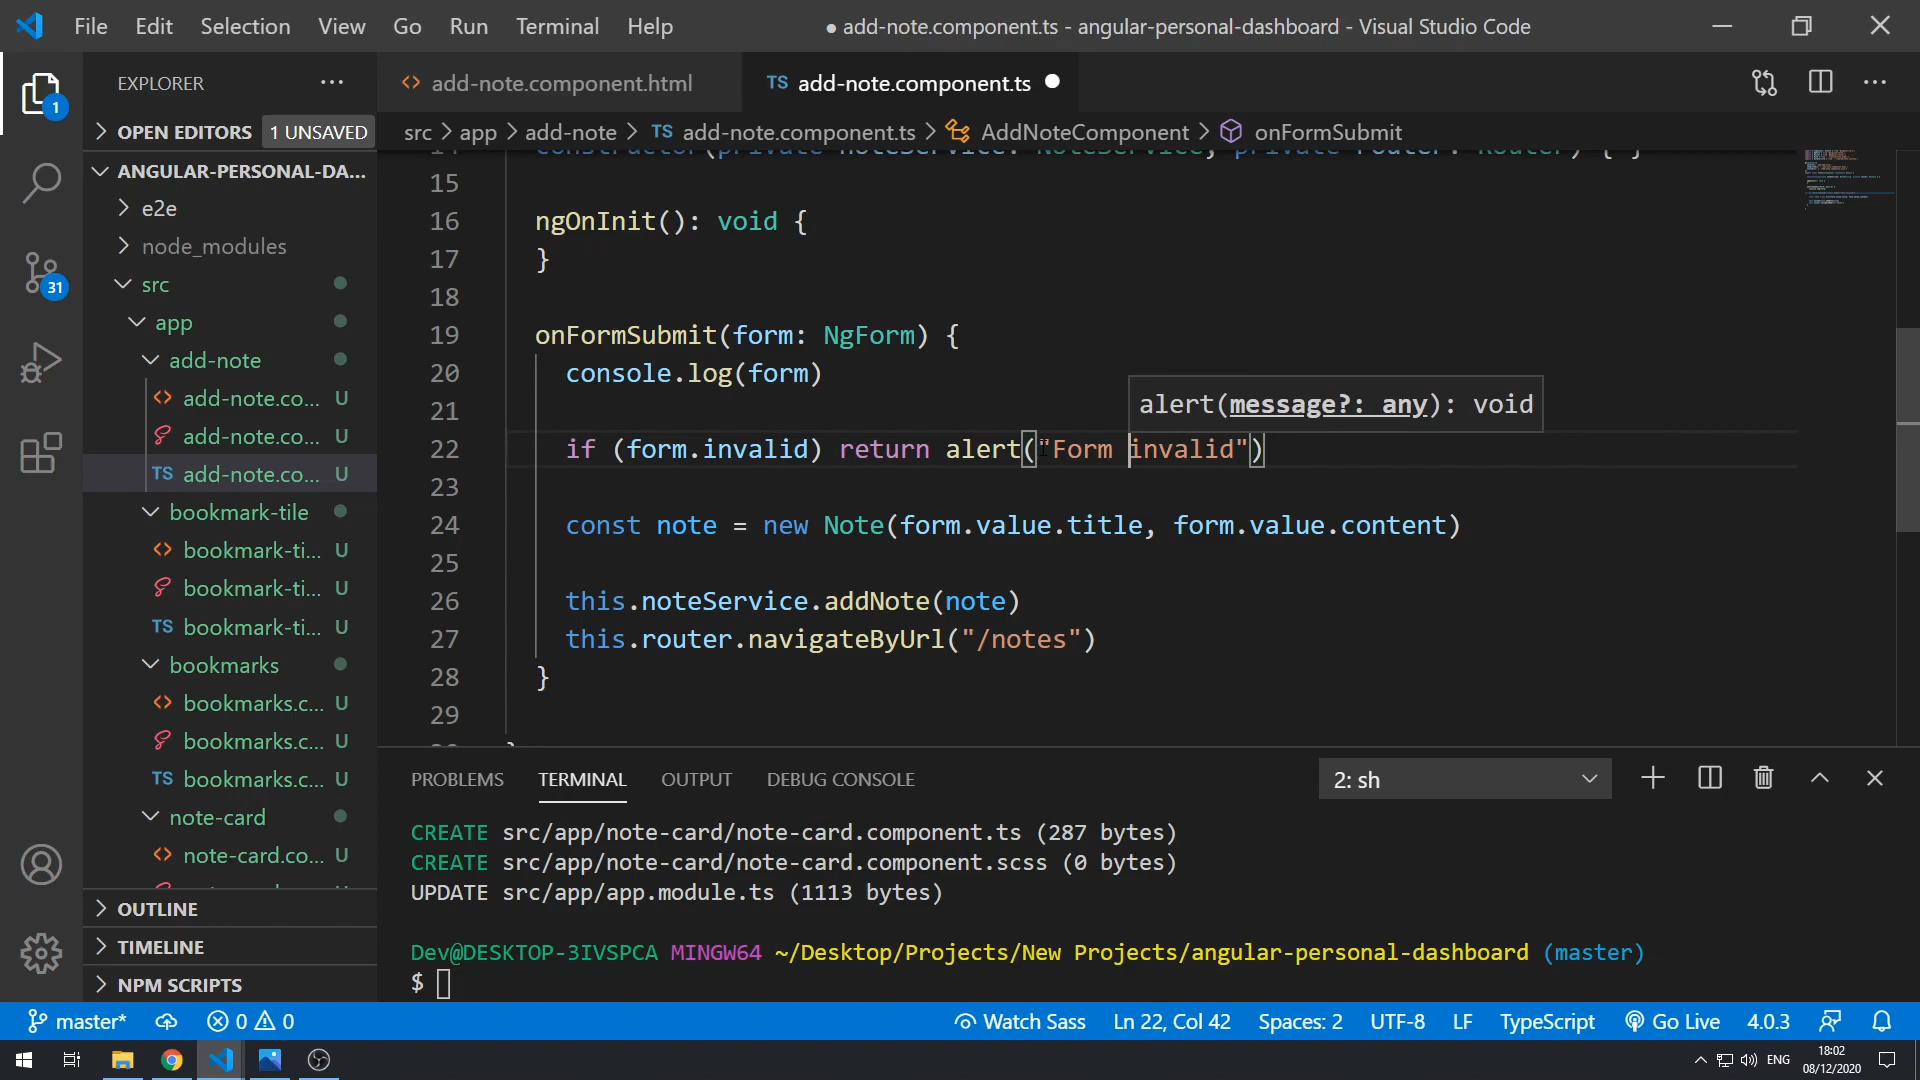 File Edit Selection View Go Run Terminal Help
● add-note.component.ts - angular-personal-dashboard - Visual Studio Code
EXPLORER
add-note.component.html
TS add-note.component.ts
1
OPEN EDITORS 1 UNSAVED
src > app > add-note > TS add-note.component.ts > AddNoteComponent > onFormSubmit
ANGULAR-PERSONAL-DA...
e2e
node_modules
src
app
add-note
add-note.co... U
add-note.co... U
TS add-note.co... U
bookmark-tile
bookmark-ti... U
bookmark-ti... U
TS bookmark-ti... U
bookmarks
bookmarks.c... U
bookmarks.c... U
TS bookmarks.c... U
note-card
note-card.co... U
OUTLINE
TIMELINE
NPM SCRIPTS
31
constructor(private noteService: NoteService, private router: Router) { }
15
16 ngOnInit(): void {
17 }
18
19 onFormSubmit(form: NgForm) {
20 console.log(form)
21
alert(message?: any): void
22 if (form.invalid) return alert("Form invalid")
23
24 const note = new Note(form.value.title, form.value.content)
25
26 this.noteService.addNote(note)
27 this.router.navigateByUrl("/notes")
28 }
29
PROBLEMS TERMINAL OUTPUT DEBUG CONSOLE
2: sh
CREATE src/app/note-card/note-card.component.ts (287 bytes)
CREATE src/app/note-card/note-card.component.scss (0 bytes)
UPDATE src/app/app.module.ts (1113 bytes)
Dev@DESKTOP-3IVSPCA MINGW64 ~/Desktop/Projects/New Projects/angular-personal-dashboard (master)
$
master* 0 0 Watch Sass Ln 22, Col 42 Spaces: 2 UTF-8 LF TypeScript Go Live 4.0.3
ENG
18:02
08/12/2020